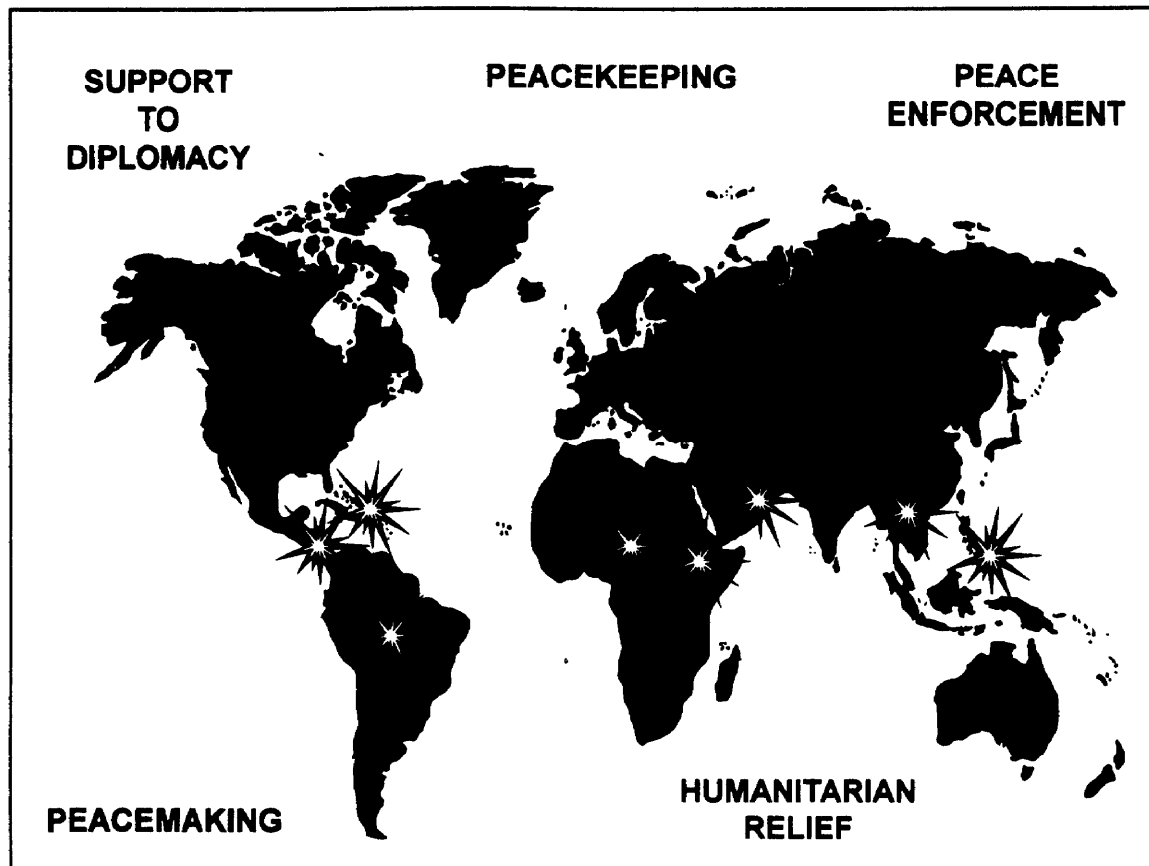 SUPPORT
TO
DIPLOMACY
PEACEKEEPING
PEACE
ENFORCEMENT
PEACEMAKING
HUMANITARIAN
RELIEF